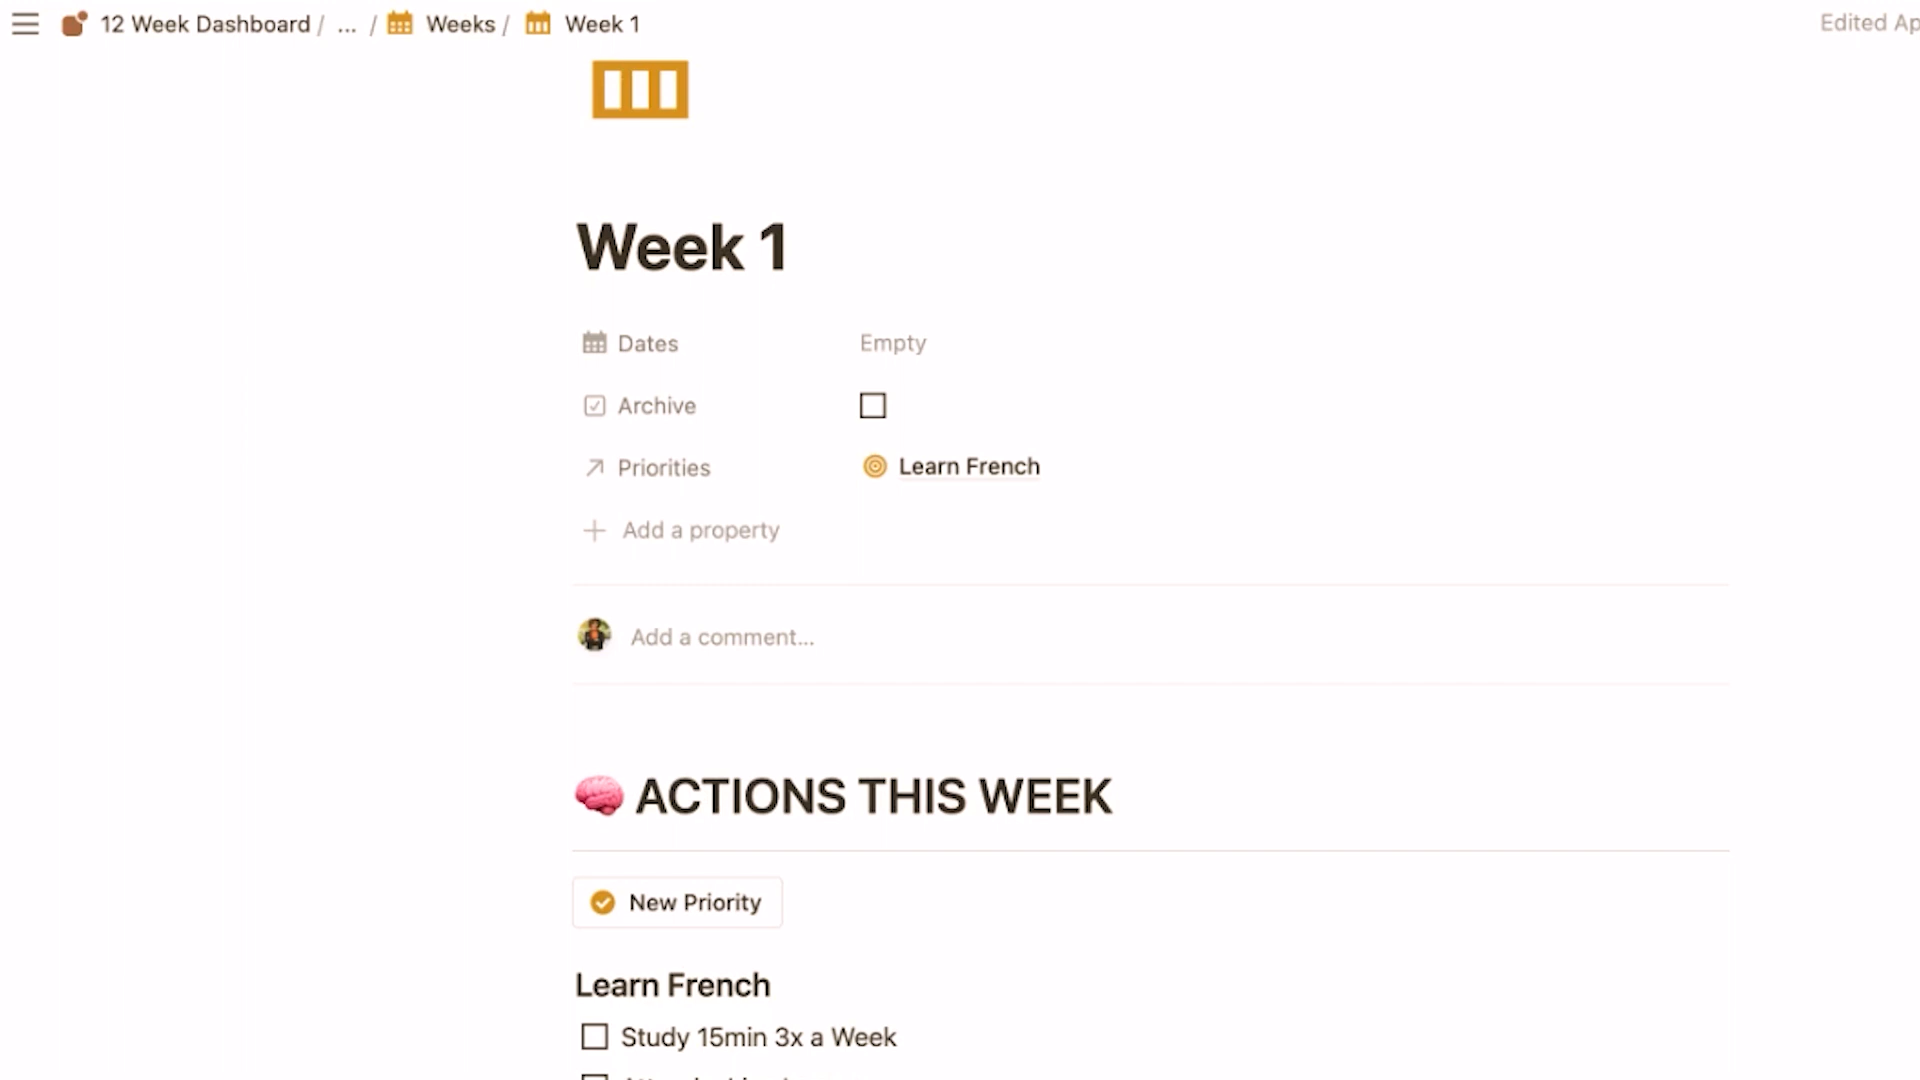 12 Week Dashboard / ... / Weeks / Week 1
Edited
Week 1
Dates Empty
Archive
Priorities Learn French
Add a property
Add a comment...
🧠 ACTIONS THIS WEEK
New Priority
Learn French
Study 15min 3x a Week